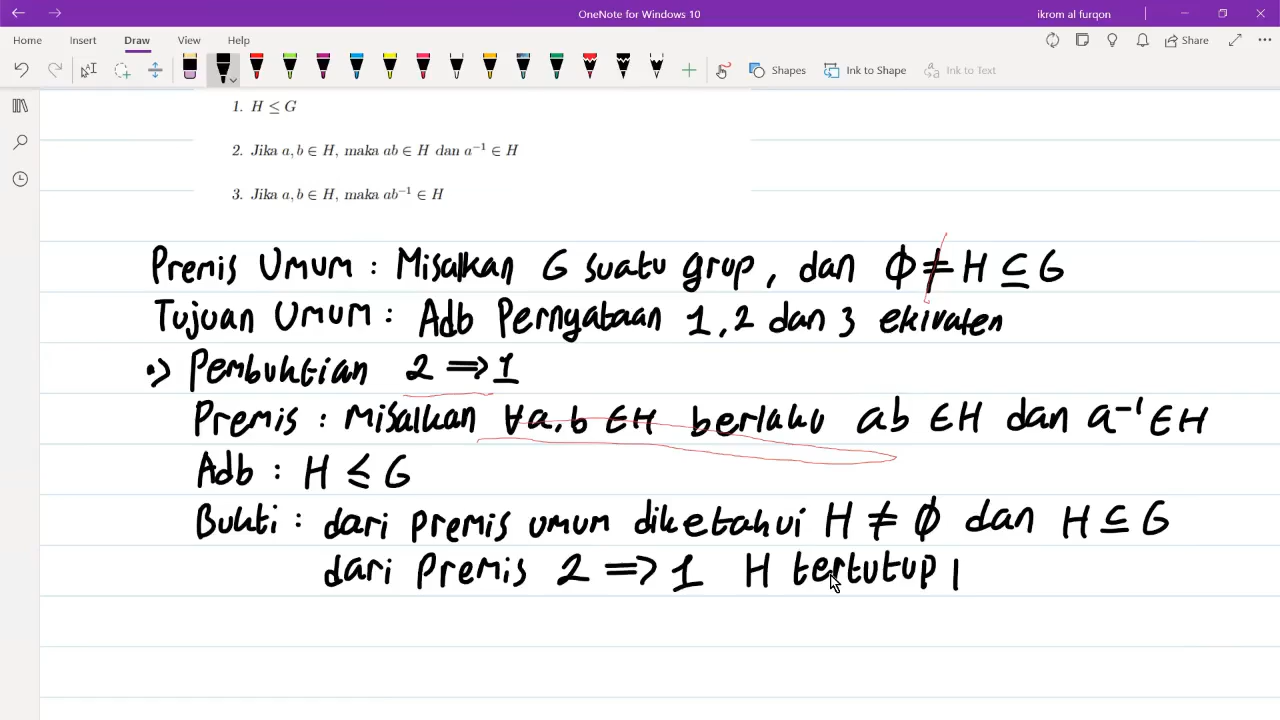 OneNote for Windows 10
ikrom al furqon
Home Insert Draw View Help
Share
Shapes
Ink to Shape
Ink to Text
1. H ≤ G
2. Jika a, b ∈ H, maka ab ∈ H dan a⁻¹ ∈ H
3. Jika a, b ∈ H, maka ab⁻¹ ∈ H
Premis Umum : Misalkan G suatu grup, dan ϕ ≠ H ⊆ G
Tujuan Umum : Adb Pernyataan 1, 2 dan 3 ekivalen
•) Pembuktian 2 ⟹ 1
Premis : Misalkan ∀a,b ∈ H berlaku ab ∈ H dan a⁻¹ ∈ H
Adb : H ≤ G
Bukti : dari premis umum diketahui H ≠ ϕ dan H ⊆ G
dari Premis 2 ⟹ 1 H tertutup